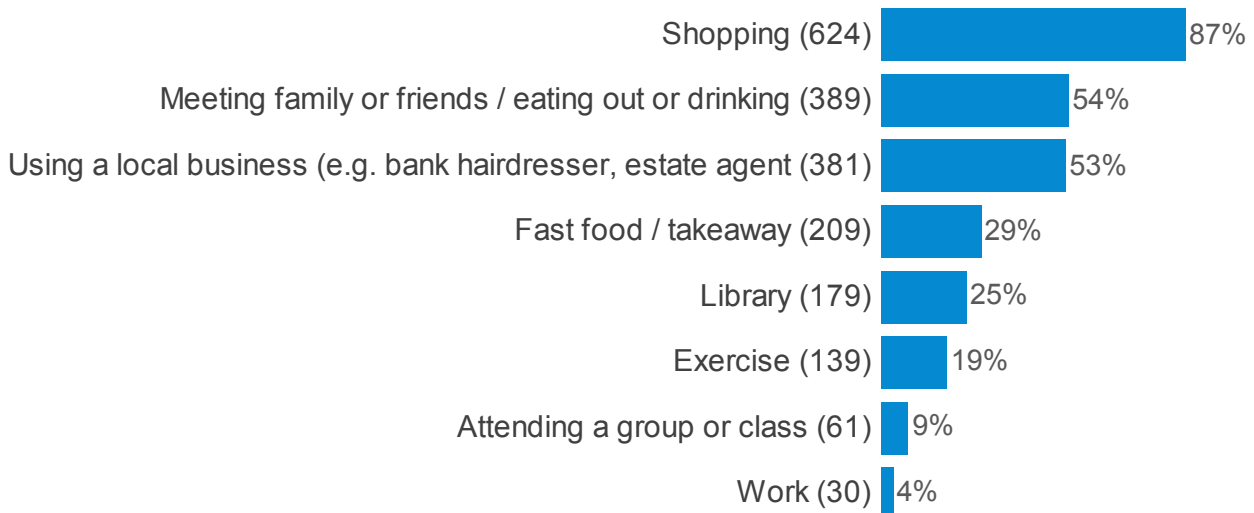 Shopping (624) 87%
Meeting family or friends / eating out or drinking (389) 54%
Using a local business (e.g. bank hairdresser, estate agent (381) 53%
Fast food / takeaway (209) 29%
Library (179) 25%
Exercise (139) 19%
Attending a group or class (61) 9%
Work (30) 4%